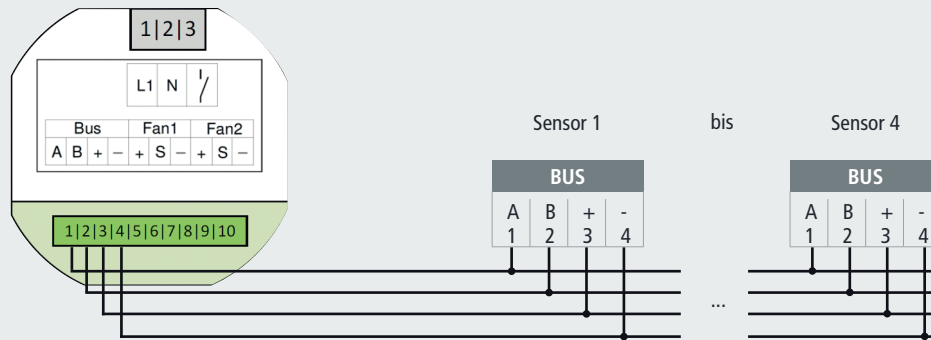 1|2|3
L1 N
Bus Fan1 Fan2
A B + − + S − + S −
1|2|3|4|5|6|7|8|9|10
Sensor 1 bis Sensor 4
BUS BUS
A B + - A B + -
1 2 3 4 1 2 3 4
...